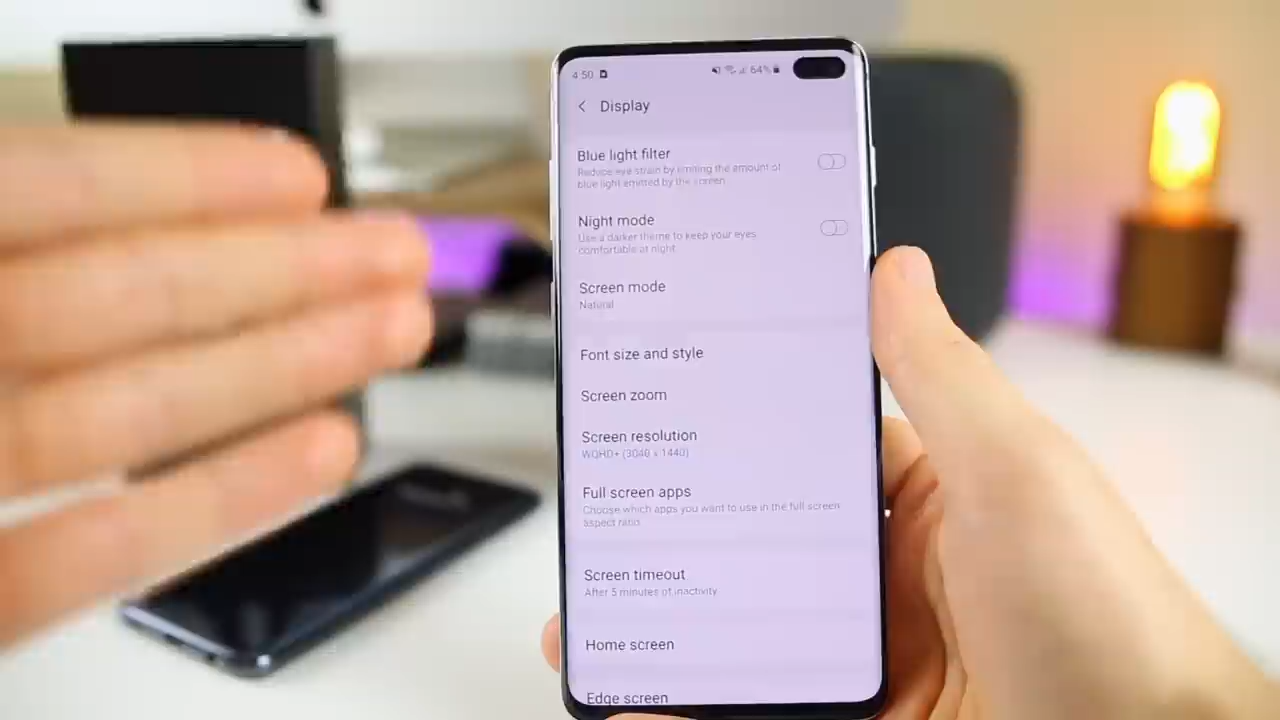 4:50
64%
Display
Blue light filter
Reduce eye strain by limiting the amount of
blue light emitted by the screen.
Night mode
Use a darker theme to keep your eyes
comfortable at night.
Screen mode
Natural
Font size and style
Screen zoom
Screen resolution
WQHD+ (3040 x 1440)
Full screen apps
Choose which apps you want to use in the full screen
aspect ratio.
Screen timeout
After 5 minutes of inactivity
Home screen
Edge screen